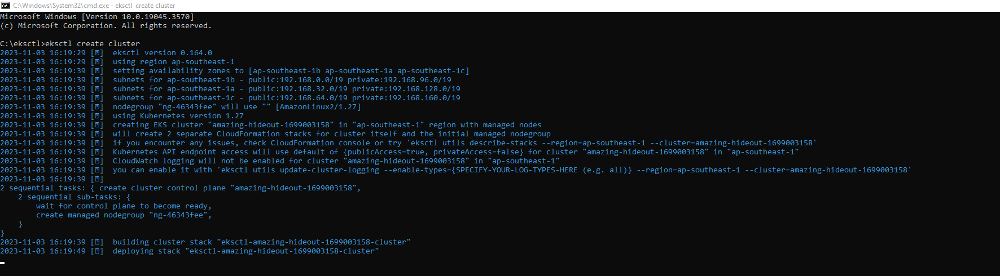 C:\Windows\System32\cmd.exe - eksctl  create cluster
Microsoft Windows [Version 10.0.19045.3570]
(c) Microsoft Corporation. All rights reserved.
C:\eksctl>eksctl create cluster
2023-11-03 16:19:29 [⍰]  eksctl version 0.164.0
2023-11-03 16:19:29 [⍰]  using region ap-southeast-1
2023-11-03 16:19:39 [⍰]  setting availability zones to [ap-southeast-1b ap-southeast-1a ap-southeast-1c]
2023-11-03 16:19:39 [⍰]  subnets for ap-southeast-1b - public:192.168.0.0/19 private:192.168.96.0/19
2023-11-03 16:19:39 [⍰]  subnets for ap-southeast-1a - public:192.168.32.0/19 private:192.168.128.0/19
2023-11-03 16:19:39 [⍰]  subnets for ap-southeast-1c - public:192.168.64.0/19 private:192.168.160.0/19
2023-11-03 16:19:39 [⍰]  nodegroup "ng-46343fee" will use "" [AmazonLinux2/1.27]
2023-11-03 16:19:39 [⍰]  using Kubernetes version 1.27
2023-11-03 16:19:39 [⍰]  creating EKS cluster "amazing-hideout-1699003158" in "ap-southeast-1" region with managed nodes
2023-11-03 16:19:39 [⍰]  will create 2 separate CloudFormation stacks for cluster itself and the initial managed nodegroup
2023-11-03 16:19:39 [⍰]  if you encounter any issues, check CloudFormation console or try 'eksctl utils describe-stacks --region=ap-southeast-1 --cluster=amazing-hideout-1699003158'
2023-11-03 16:19:39 [⍰]  Kubernetes API endpoint access will use default of {publicAccess=true, privateAccess=false} for cluster "amazing-hideout-1699003158" in "ap-southeast-1"
2023-11-03 16:19:39 [⍰]  CloudWatch logging will not be enabled for cluster "amazing-hideout-1699003158" in "ap-southeast-1"
2023-11-03 16:19:39 [⍰]  you can enable it with 'eksctl utils update-cluster-logging --enable-types={SPECIFY-YOUR-LOG-TYPES-HERE (e.g. all)} --region=ap-southeast-1 --cluster=amazing-hideout-1699003158'
2023-11-03 16:19:39 [⍰]
2 sequential tasks: { create cluster control plane "amazing-hideout-1699003158",
    2 sequential sub-tasks: {
        wait for control plane to become ready,
        create managed nodegroup "ng-46343fee",
    }
}
2023-11-03 16:19:39 [⍰]  building cluster stack "eksctl-amazing-hideout-1699003158-cluster"
2023-11-03 16:19:49 [⍰]  deploying stack "eksctl-amazing-hideout-1699003158-cluster"